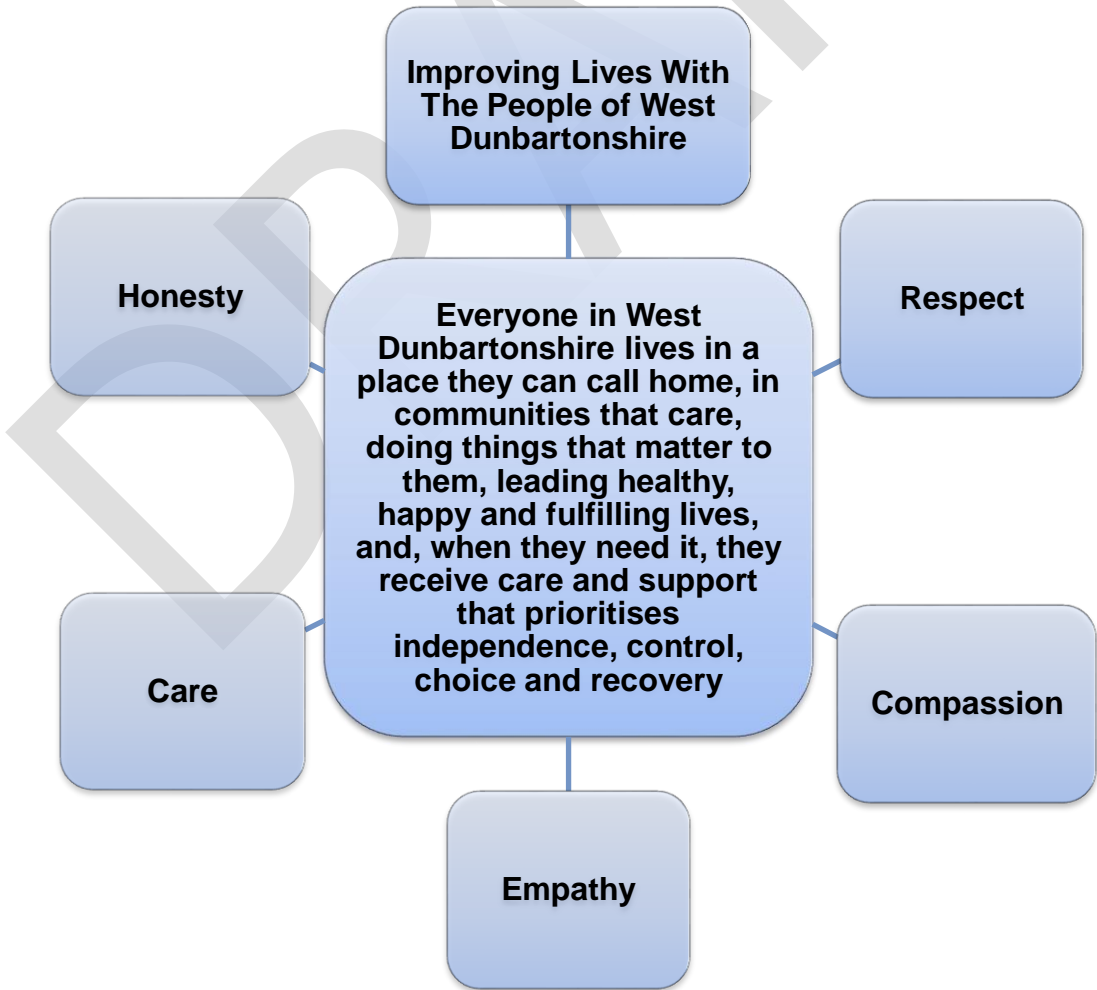 Improving Lives With
The People of West
Dunbartonshire
Honesty
Respect
Everyone in West
Dunbartonshire lives in a
place they can call home, in
communities that care,
doing things that matter to
them, leading healthy,
happy and fulfilling lives,
and, when they need it, they
receive care and support
that prioritises
independence, control,
choice and recovery
Care
Compassion
Empathy